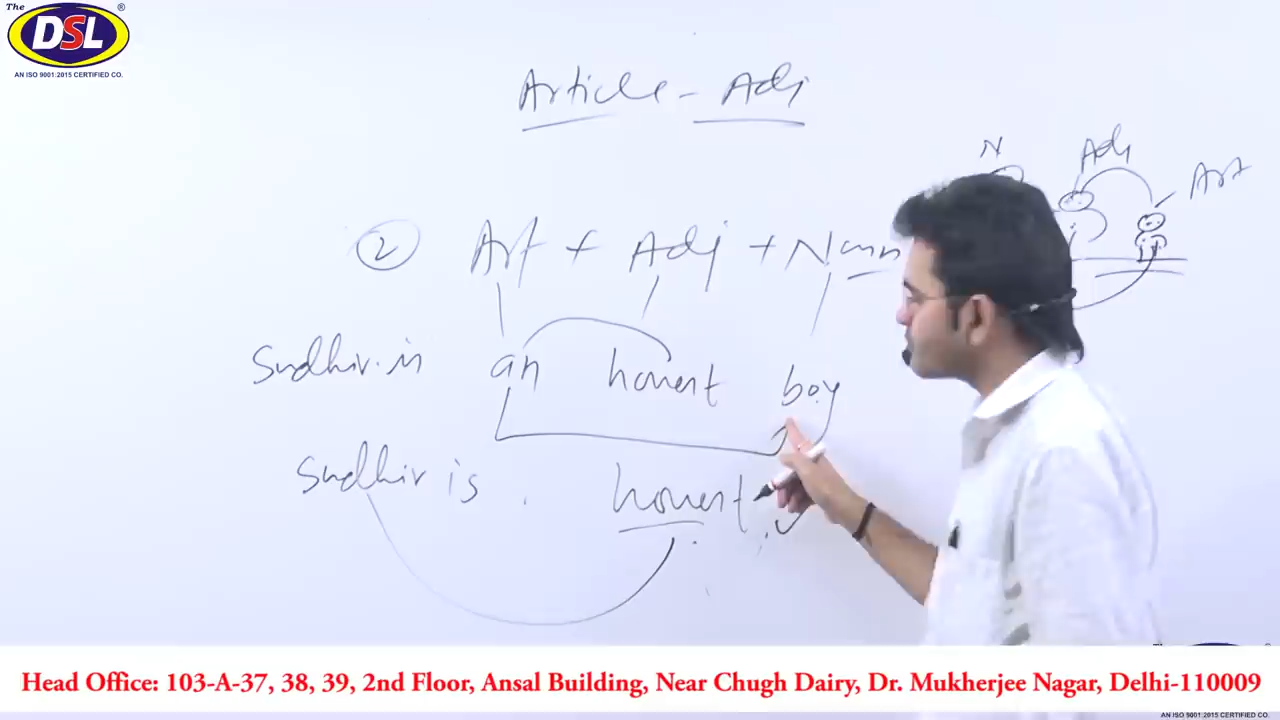 The
DSL
®
AN ISO 9001:2015 CERTIFIED CO.
Article - Adj
N Adj Art
② Art + Adj + Noun
Sudhir is an honest boy
Sudhir is honest
The
Head Office: 103-A-37, 38, 39, 2nd Floor, Ansal Building, Near Chugh Dairy, Dr. Mukherjee Nagar, Delhi-110009
AN ISO 9001:2015 CERTIFIED CO.